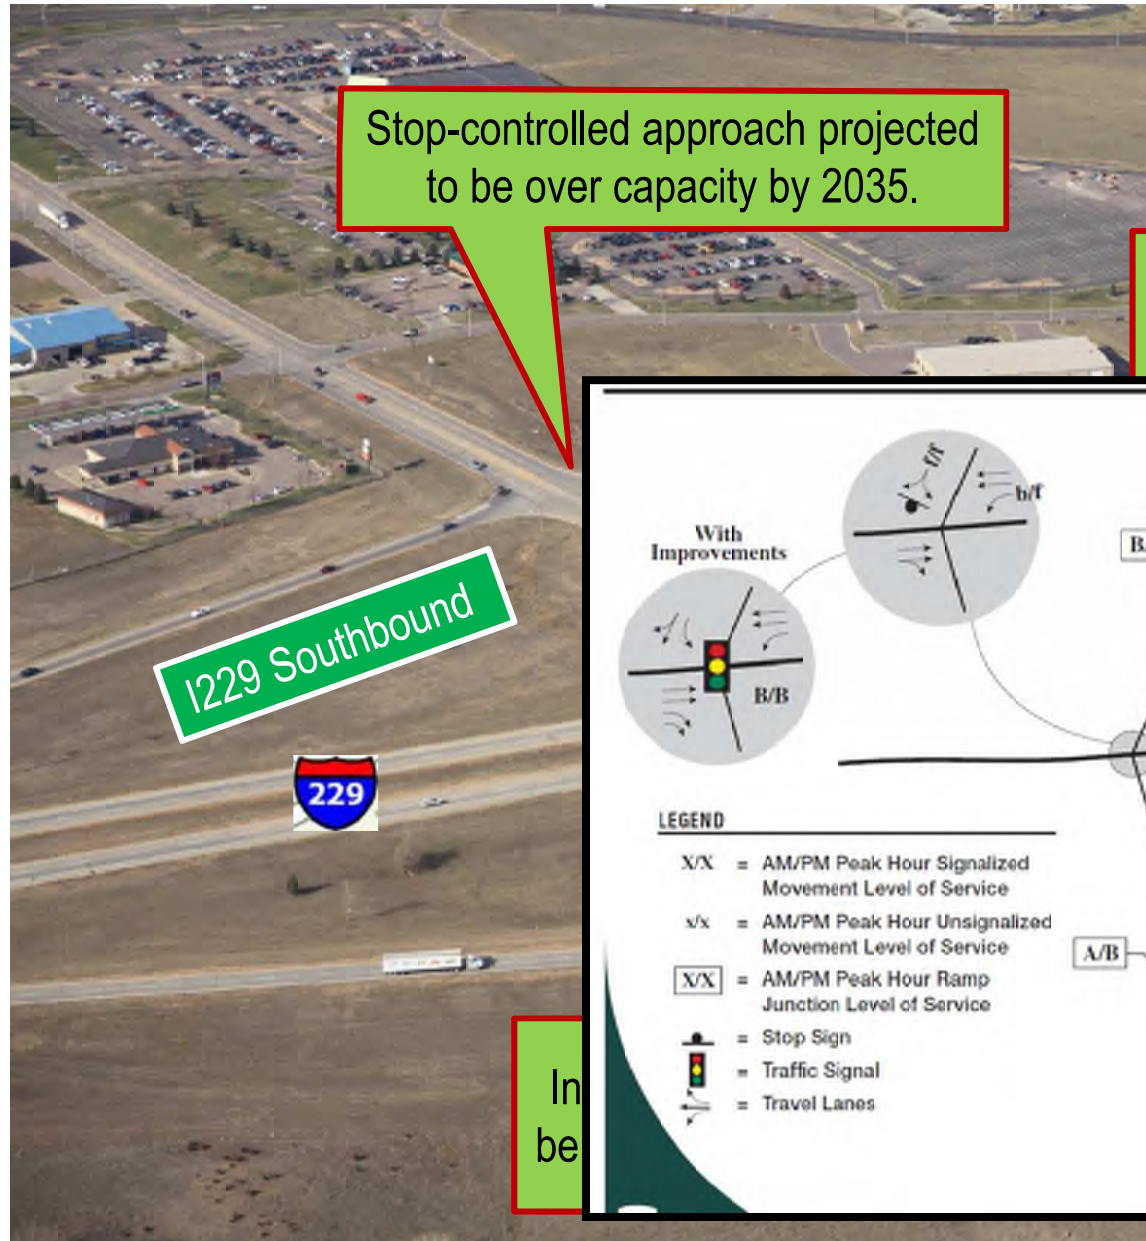 Stop-controlled approach projected
to be over capacity by 2035.
I229 Southbound
229
With
Improvements
B/B
f/f
b/f
LEGEND
X/X = AM/PM Peak Hour Signalized
Movement Level of Service
x/x = AM/PM Peak Hour Unsignalized
Movement Level of Service
X/X = AM/PM Peak Hour Ramp
Junction Level of Service
= Stop Sign
= Traffic Signal
= Travel Lanes
A/B
In
be